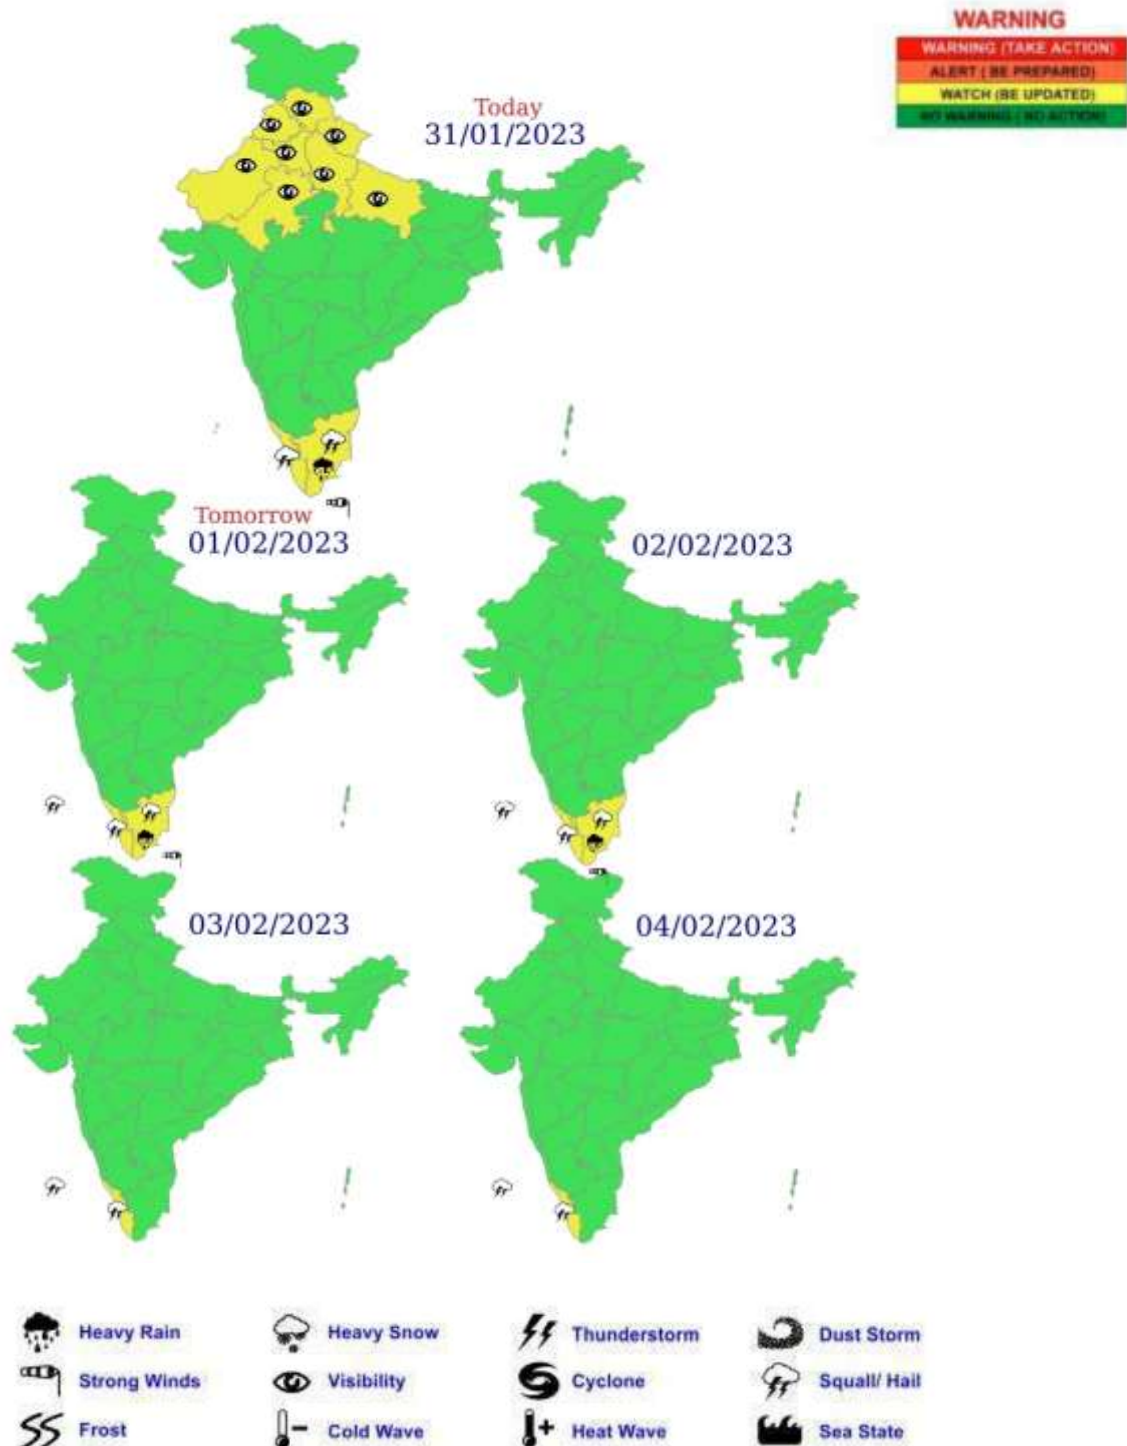 WARNING
WARNING (TAKE ACTION)
ALERT ( BE PREPARED)
WATCH (BE UPDATED)
NO WARNING ( NO ACTION)
Today
31/01/2023
Tomorrow
01/02/2023
02/02/2023
03/02/2023
04/02/2023
Heavy Rain
Heavy Snow
Thunderstorm
Dust Storm
Strong Winds
Visibility
Cyclone
Squall/ Hail
Frost
Cold Wave
Heat Wave
Sea State